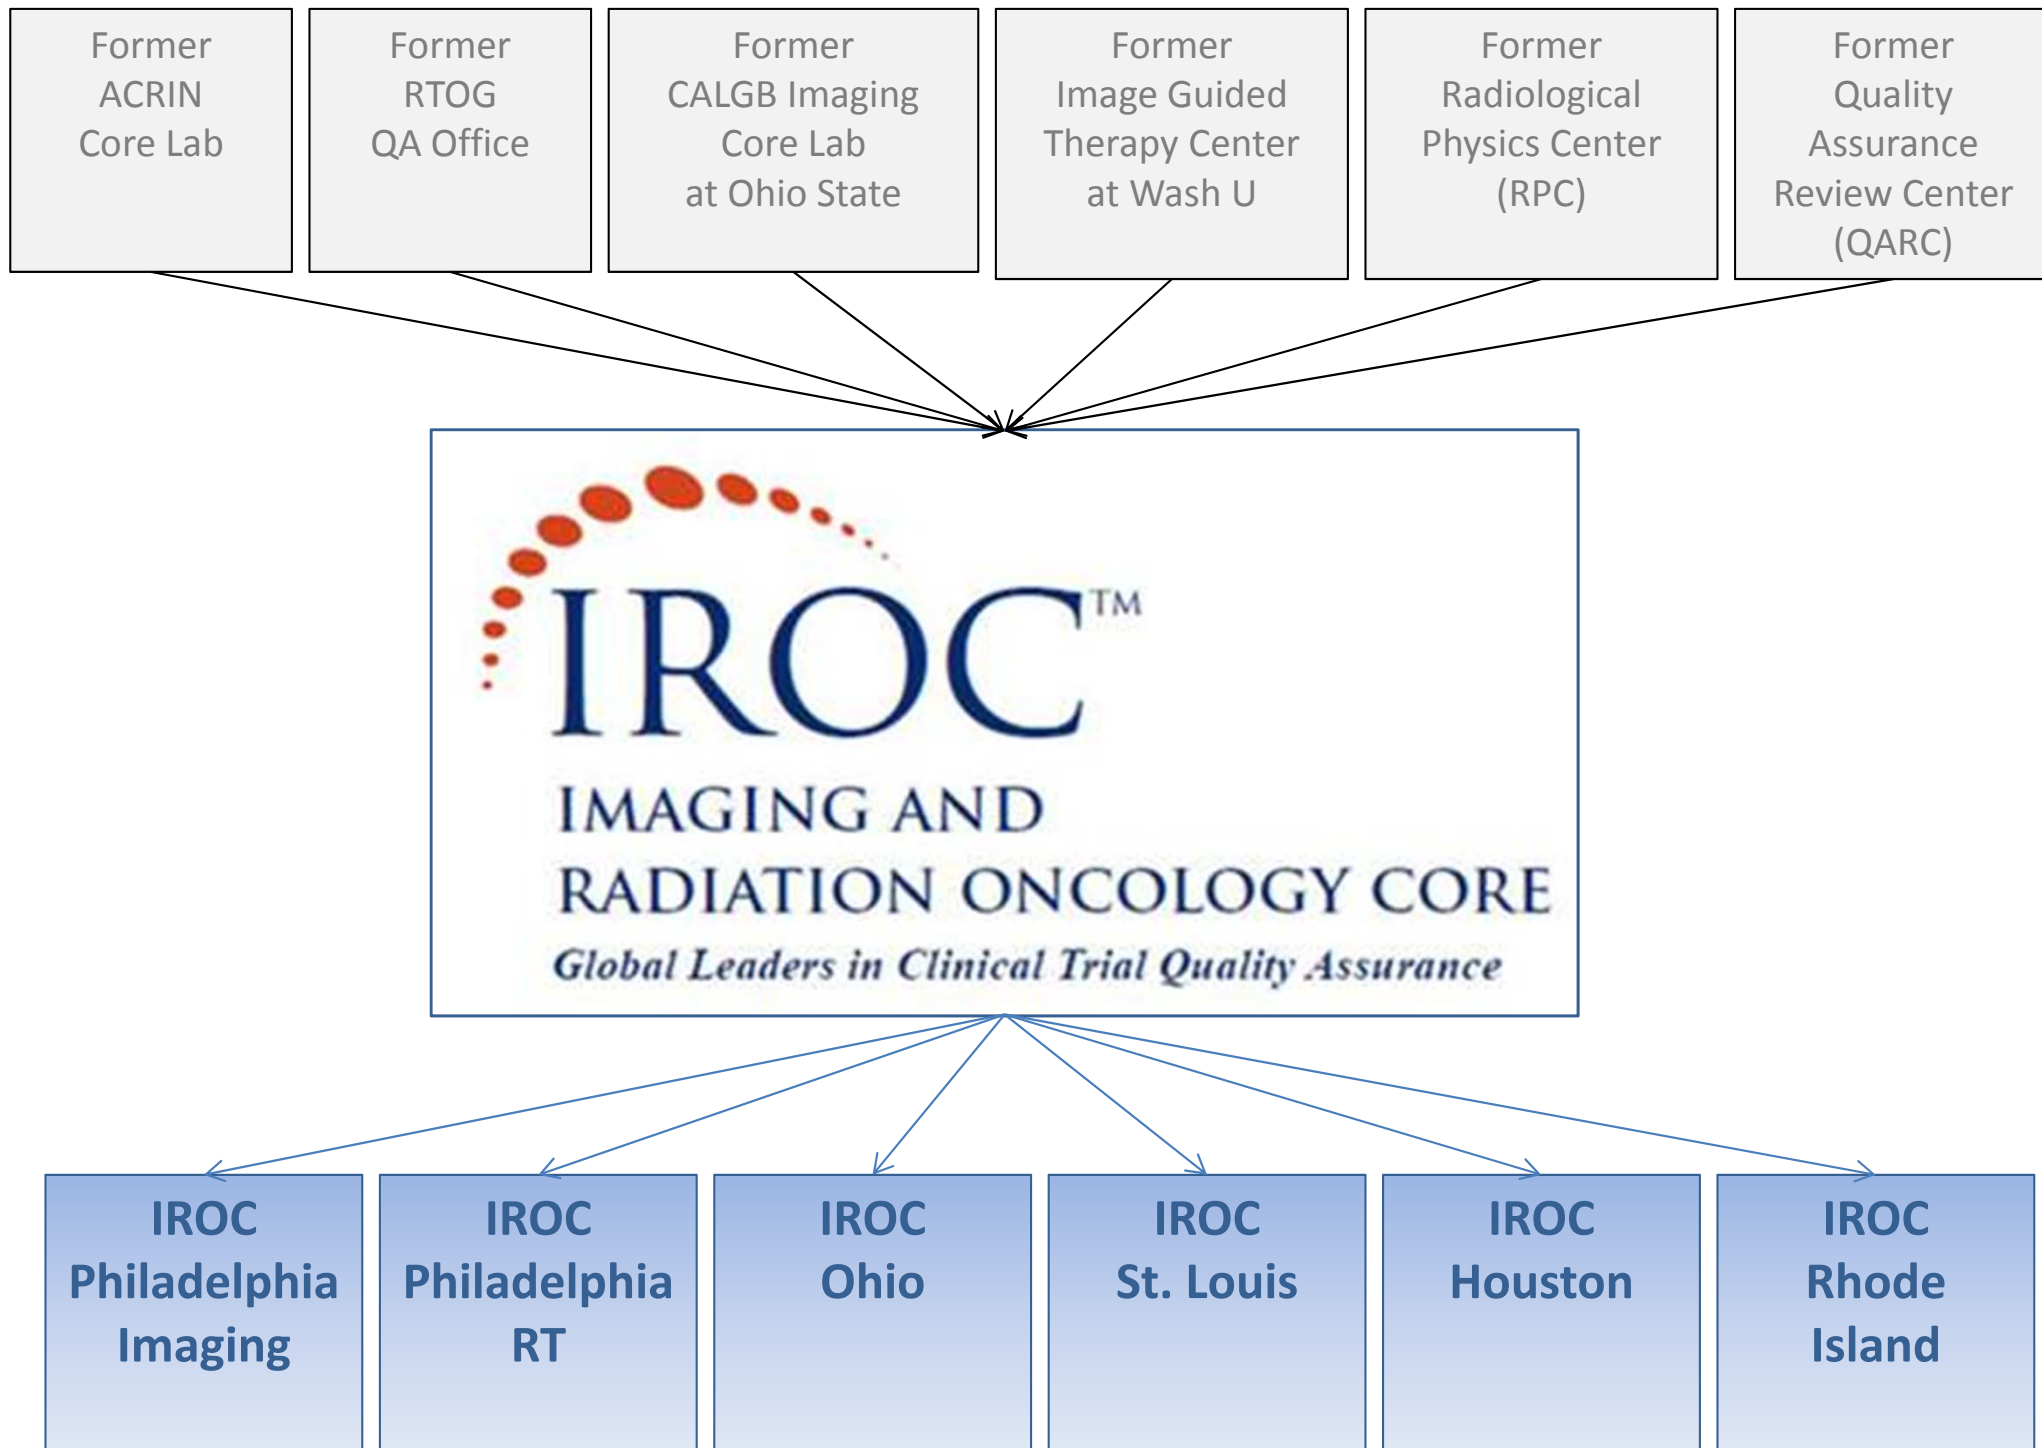 Former
ACRIN
Core Lab
Former
RTOG
QA Office
Former
CALGB Imaging
Core Lab
at Ohio State
Former
Image Guided
Therapy Center
at Wash U
Former
Radiological
Physics Center
(RPC)
Former
Quality
Assurance
Review Center
(QARC)
IROC™
IMAGING AND
RADIATION ONCOLOGY CORE
Global Leaders in Clinical Trial Quality Assurance
IROC
Philadelphia
Imaging
IROC
Philadelphia
RT
IROC
Ohio
IROC
St. Louis
IROC
Houston
IROC
Rhode
Island